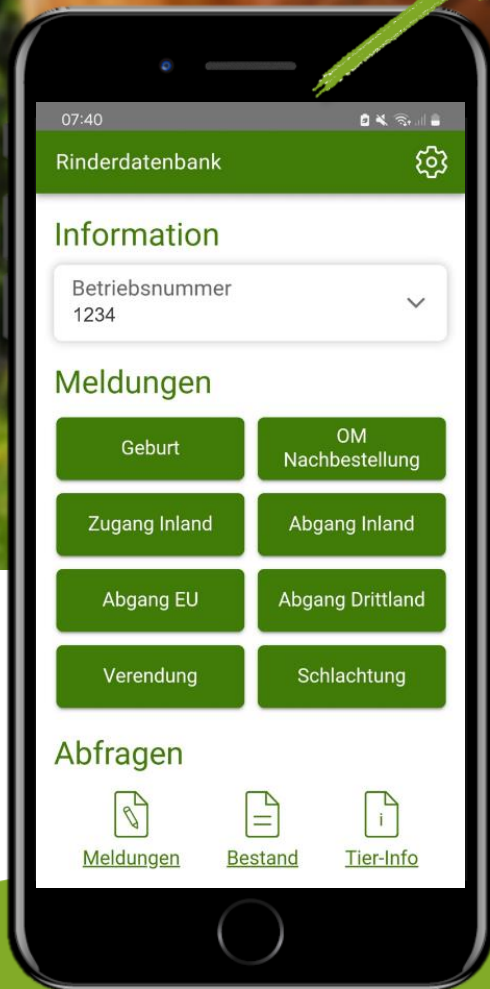 07:40
Rinderdatenbank
Information
Betriebsnummer
1234
Meldungen
Geburt
OM
Nachbestellung
Zugang Inland
Abgang Inland
Abgang EU
Abgang Drittland
Verendung
Schlachtung
Abfragen
i
Meldungen
Bestand
Tier-Info